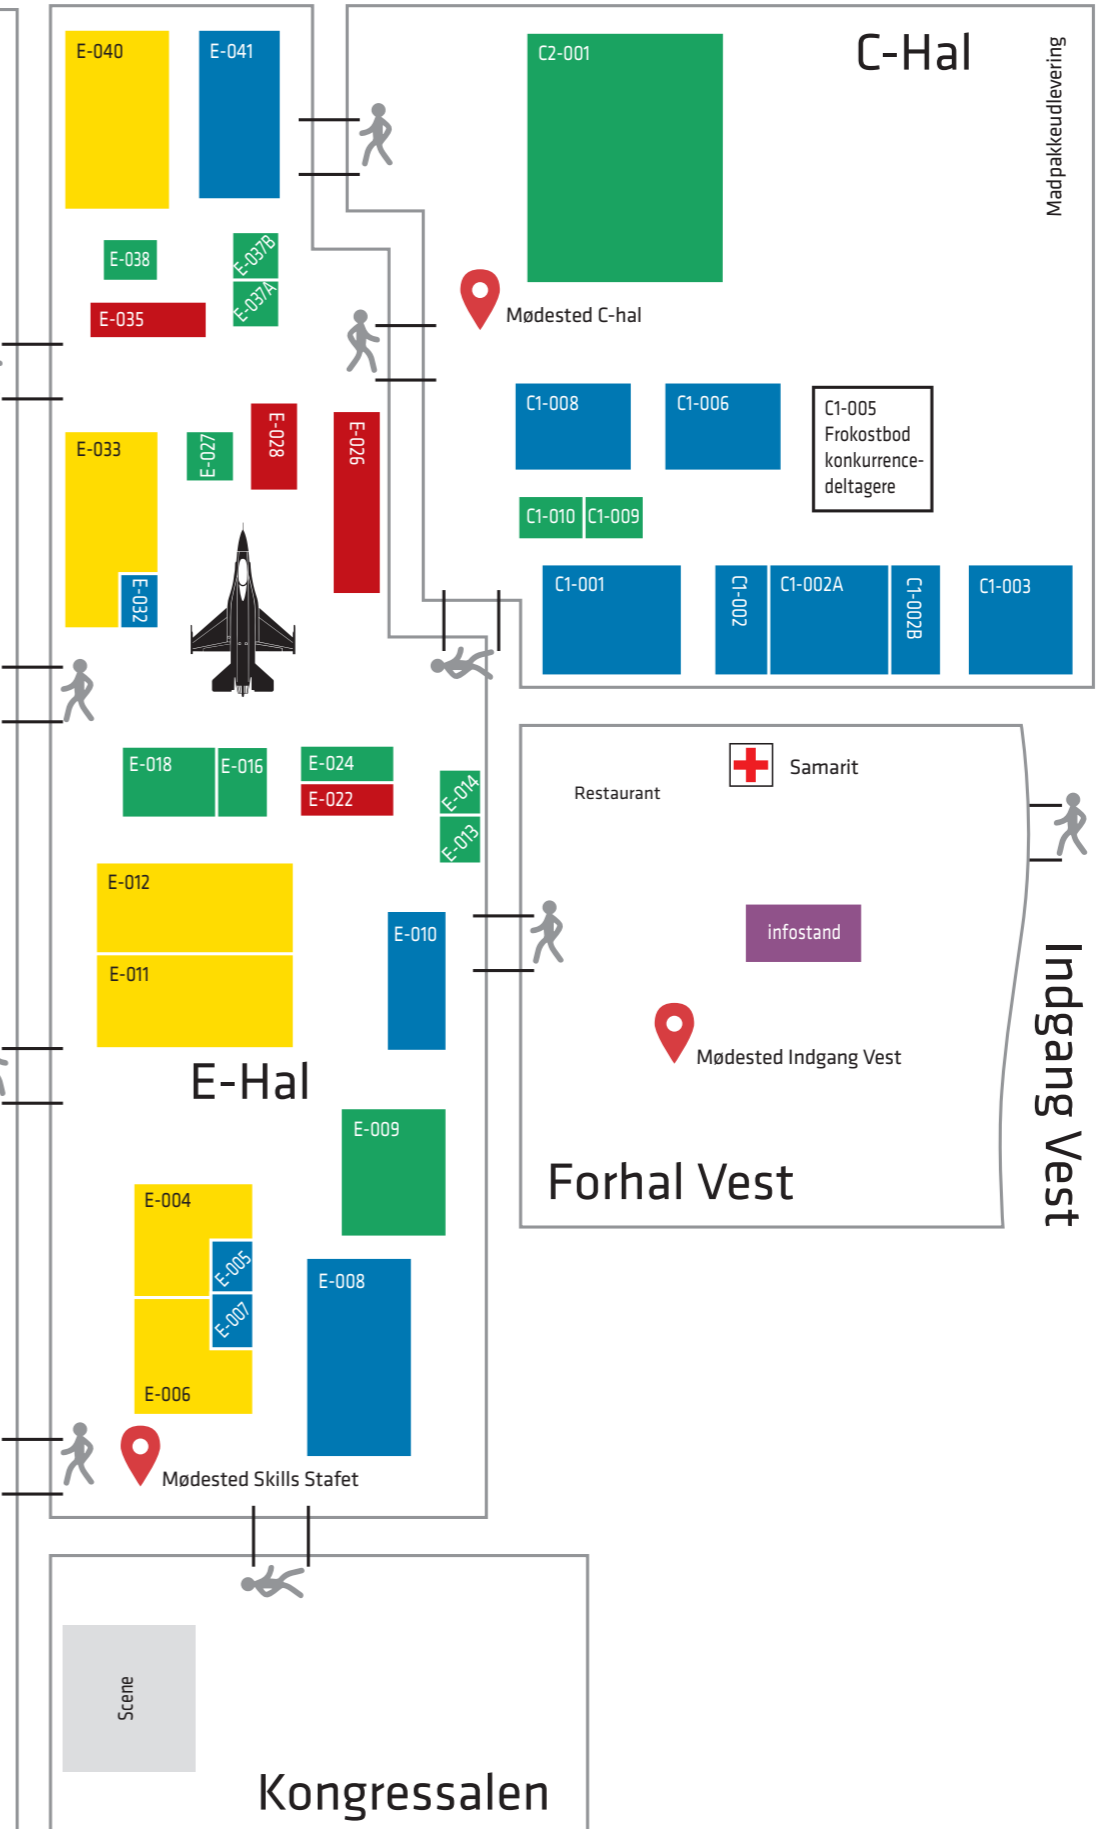 E-040
E-041
C2-001
C-Hal
Madpakkeudlevering
E-038
E-037B
E-037A
E-035
Mødested C-hal
E-033
E-027
E-028
E-026
E-032
C1-008
C1-006
C1-005
Frokostbod
konkurrence-
deltagere
C1-010
C1-009
C1-001
C1-002
C1-002A
C1-002B
C1-003
E-018
E-016
E-024
E-022
E-014
E-013
Restaurant
Samarit
E-012
E-011
E-010
infostand
Mødested Indgang Vest
Indgang Vest
E-Hal
E-009
Forhal Vest
E-004
E-005
E-007
E-006
E-008
Mødested Skills Stafet
Scene
Kongressalen